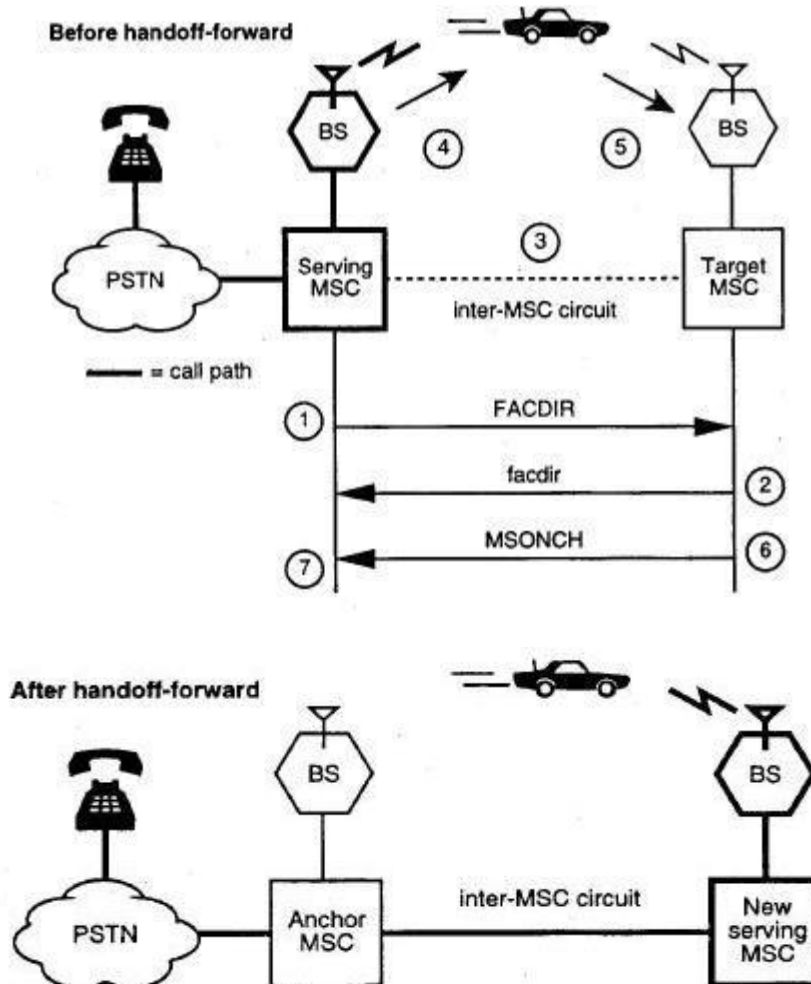 Before handoff-forward
BS
BS
4
5
3
PSTN
Serving
MSC
Target
MSC
inter-MSC circuit
= call path
1
FACDIR
facdir
2
MSONCH
6
7
After handoff-forward
BS
BS
PSTN
Anchor
MSC
inter-MSC circuit
New
serving
MSC